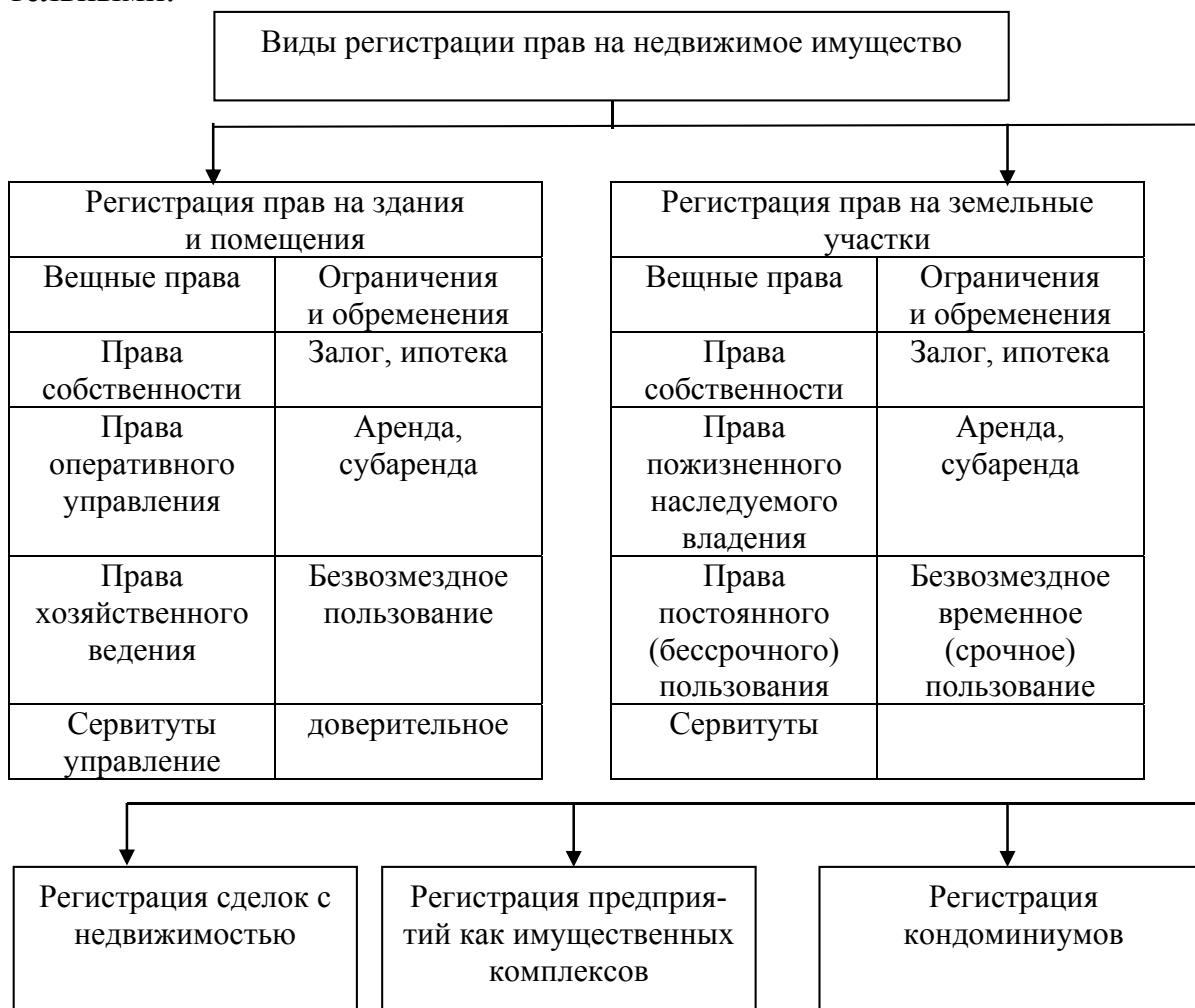 тельными.
Виды регистрации прав на недвижимое имущество
Регистрация прав на здания
и помещения
Вещные права
Ограничения
и обременения
Права
собственности
Залог, ипотека
Права
оперативного
управления
Аренда,
субаренда
Права
хозяйственного
ведения
Безвозмездное
пользование
Сервитуты
управление
доверительное
Регистрация прав на земельные
участки
Вещные права
Ограничения
и обременения
Права
собственности
Залог, ипотека
Права
пожизненного
наследуемого
владения
Аренда,
субаренда
Права
постоянного
(бессрочного)
пользования
Безвозмездное
временное
(срочное)
пользование
Сервитуты
Регистрация сделок с
недвижимостью
Регистрация предприя-
тий как имущественных
комплексов
Регистрация
кондоминиумов